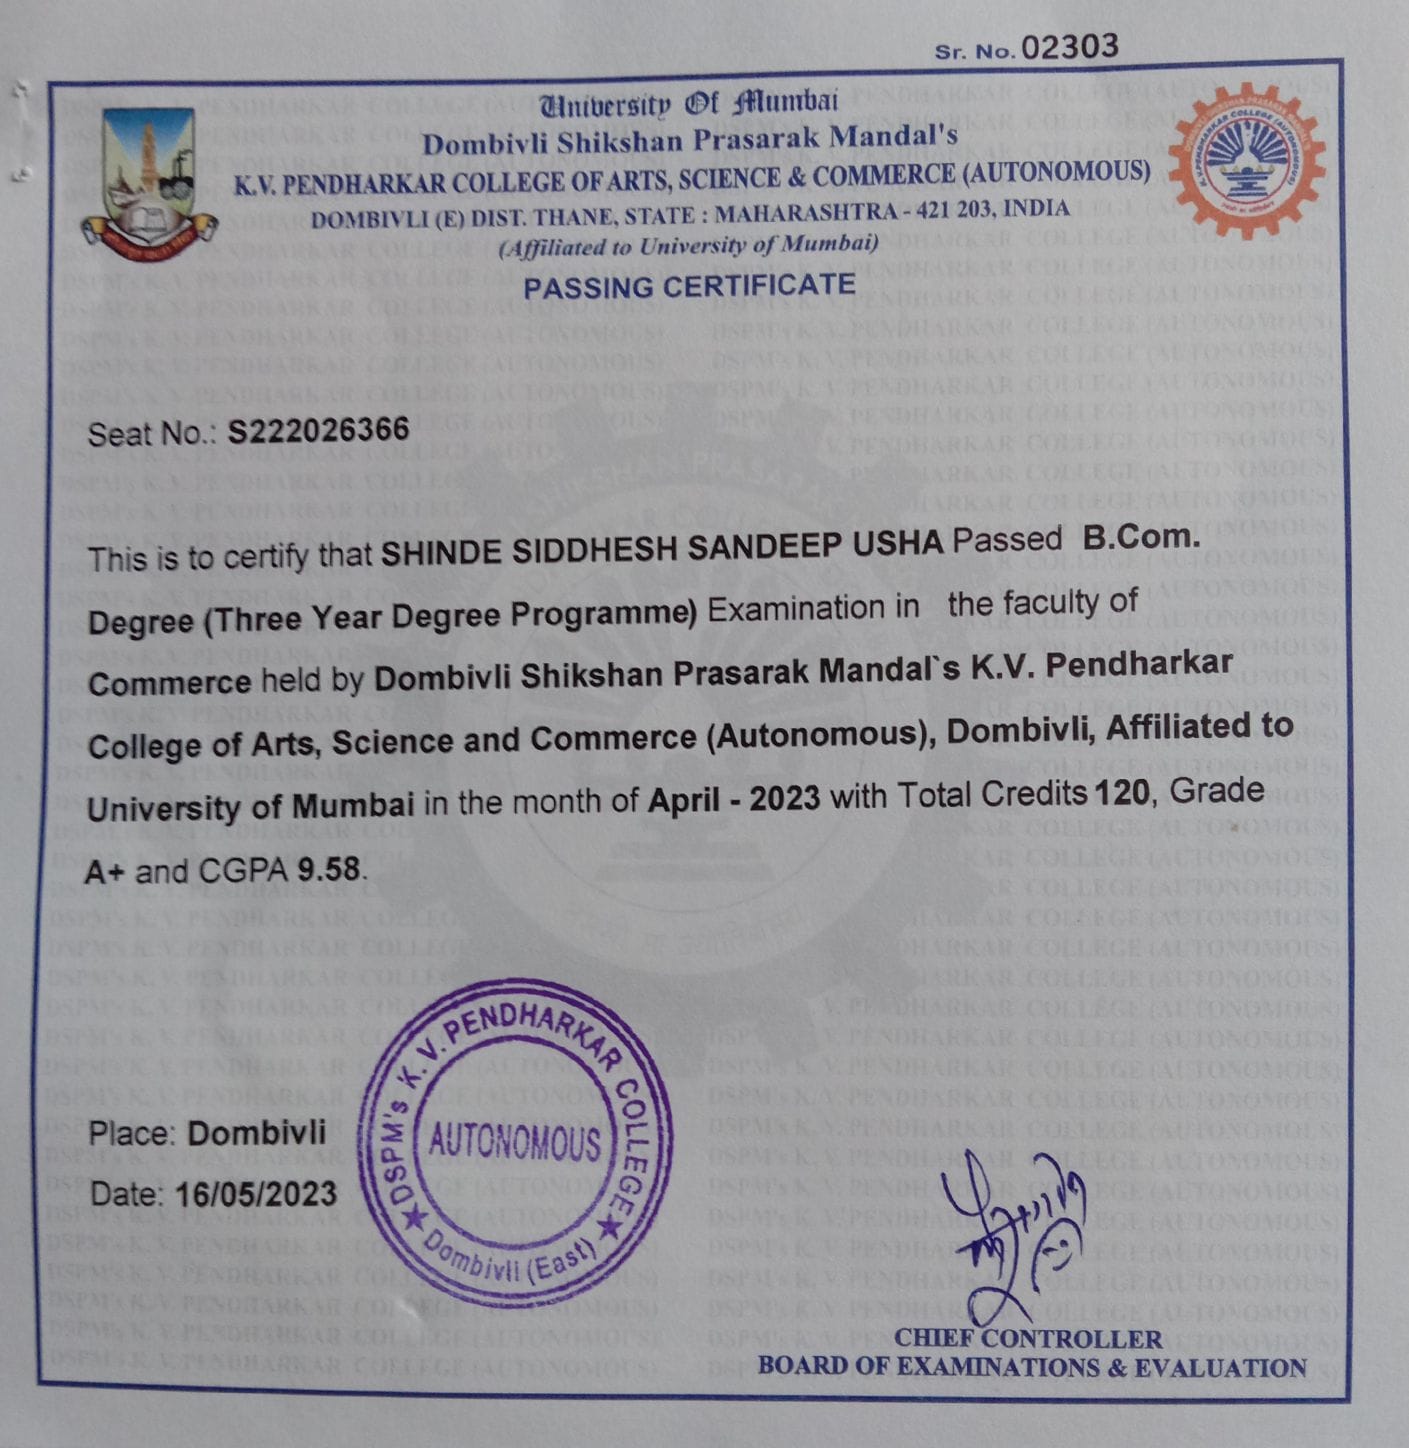 Sr. No. 02303
University Of Mumbai
Dombivli Shikshan Prasarak Mandal's
K.V. PENDHARKAR COLLEGE OF ARTS, SCIENCE & COMMERCE (AUTONOMOUS)
DOMBIVLI (E) DIST. THANE, STATE : MAHARASHTRA - 421 203, INDIA
(Affiliated to University of Mumbai)
PASSING CERTIFICATE
Seat No.: S222026366
This is to certify that SHINDE SIDDHESH SANDEEP USHA Passed B.Com.
Degree (Three Year Degree Programme) Examination in the faculty of
Commerce held by Dombivli Shikshan Prasarak Mandal`s K.V. Pendharkar
College of Arts, Science and Commerce (Autonomous), Dombivli, Affiliated to
University of Mumbai in the month of April - 2023 with Total Credits 120, Grade
A+ and CGPA 9.58.
DSPM's K. V. PENDHARKAR COLLEGE
AUTONOMOUS
Dombivli (East)
Place: Dombivli
Date: 16/05/2023
CHIEF CONTROLLER
BOARD OF EXAMINATIONS & EVALUATION